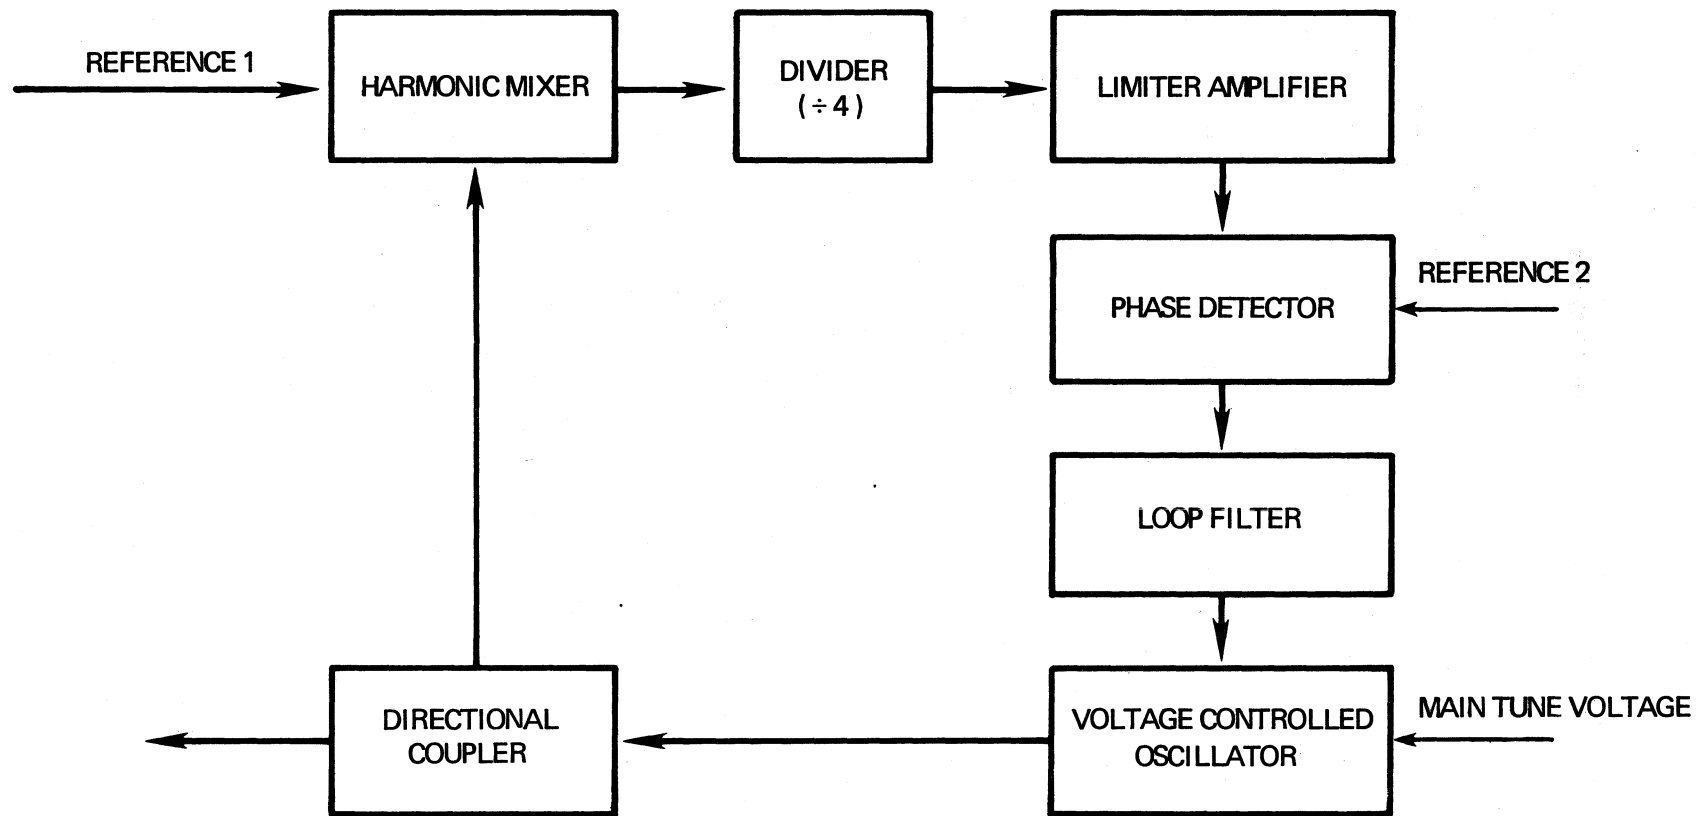 REFERENCE 1
HARMONIC MIXER
DIVIDER
(÷4)
LIMITER AMPLIFIER
PHASE DETECTOR
REFERENCE 2
LOOP FILTER
DIRECTIONAL
COUPLER
VOLTAGE CONTROLLED
OSCILLATOR
MAIN TUNE VOLTAGE